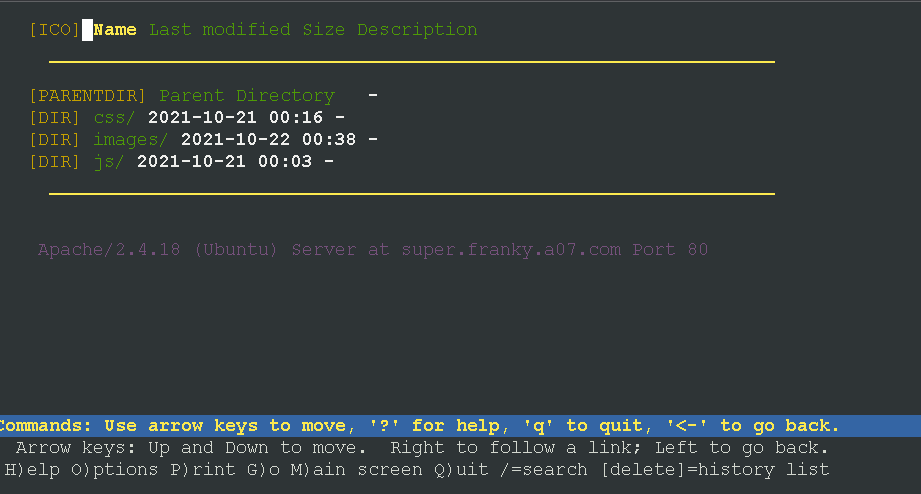 [ICO] Name Last modified Size Description
[PARENTDIR] Parent Directory -
[DIR] css/ 2021-10-21 00:16 -
[DIR] images/ 2021-10-22 00:38 -
[DIR] js/ 2021-10-21 00:03 -
Apache/2.4.18 (Ubuntu) Server at super.franky.a07.com Port 80
Commands: Use arrow keys to move, '?' for help, 'q' to quit, '<-' to go back.
Arrow keys: Up and Down to move. Right to follow a link; Left to go back.
H)elp O)ptions P)rint G)o M)ain screen Q)uit /=search [delete]=history list